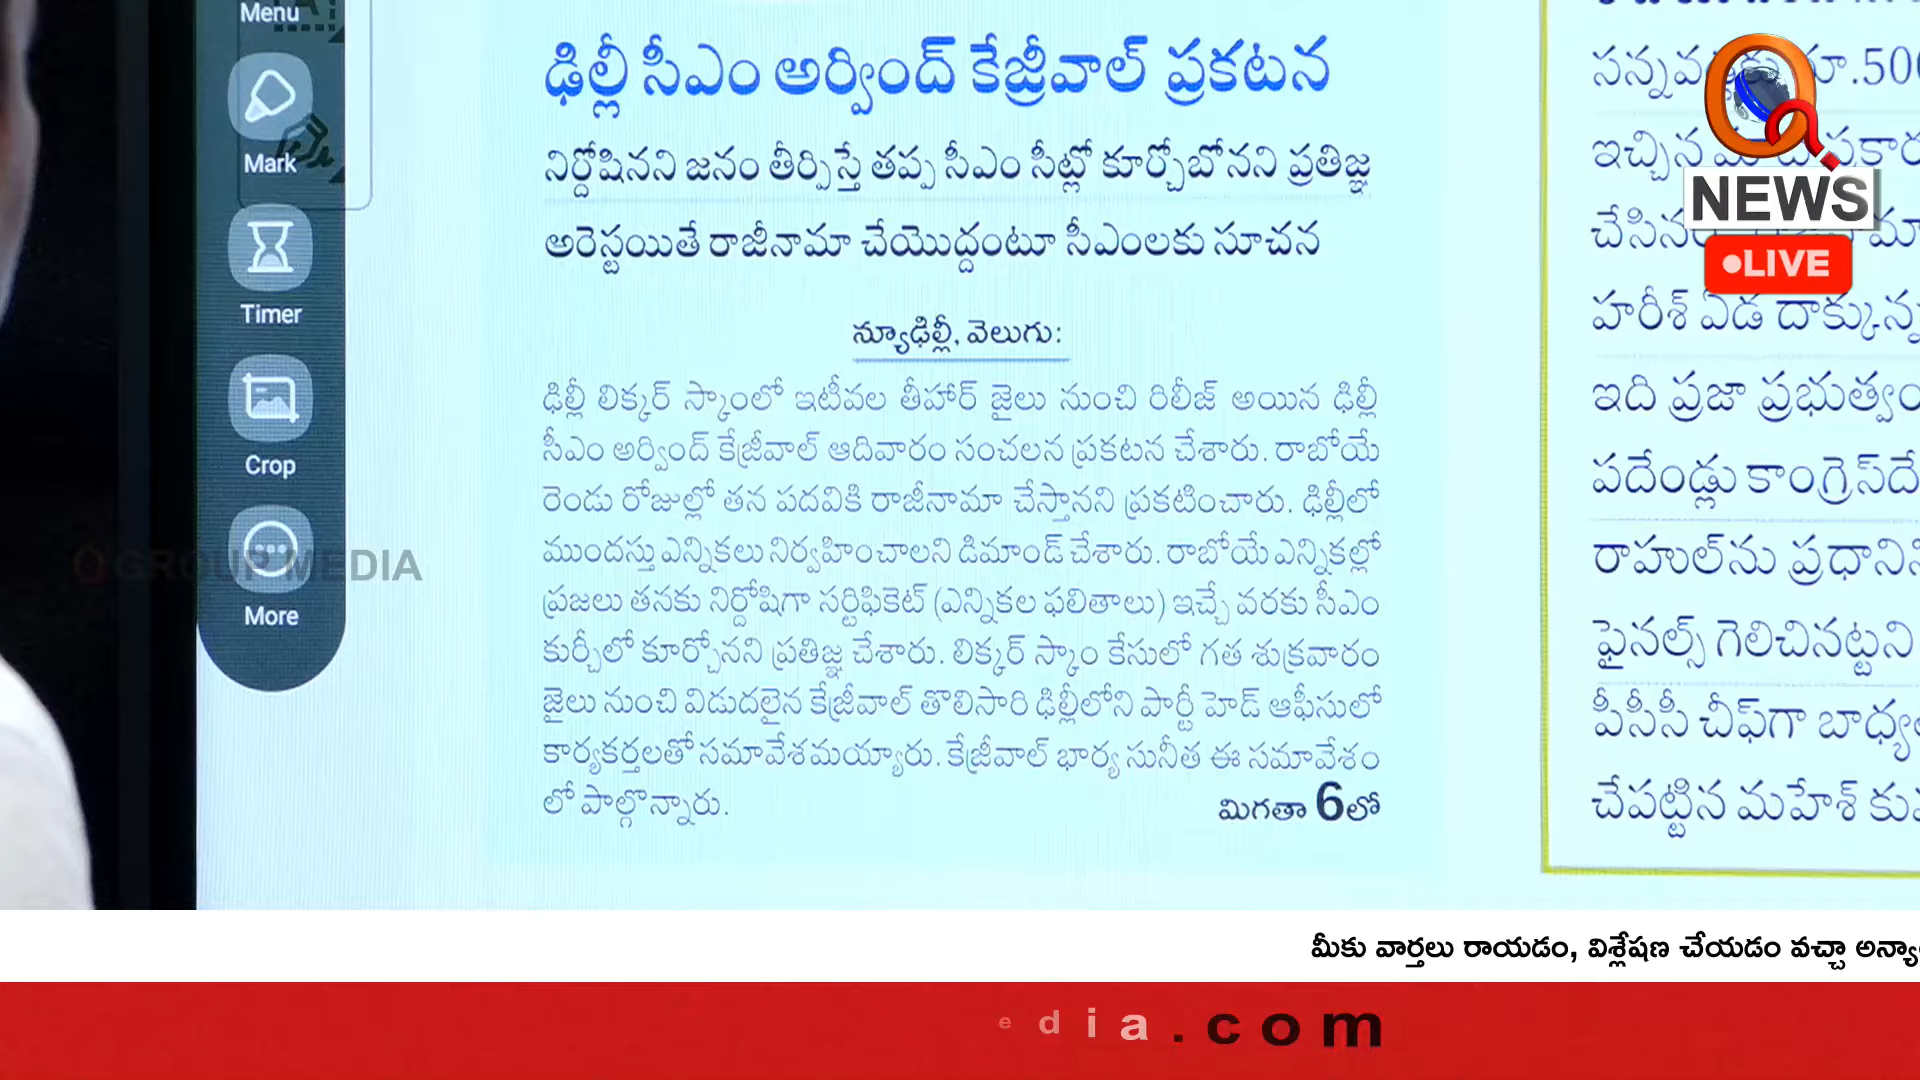 Menu
Mark
Timer
Crop
More
GROUP MEDIA
ఢిల్లీ సీఎం అర్వింద్ కేజ్రీవాల్ ప్రకటన
నిర్దోషినని జనం తీర్పిస్తే తప్ప సీఎం సీట్లో కూర్చోబోనని ప్రతిజ్ఞ
అరెస్టయితే రాజీనామా చేయొద్దంటూ సీఎంలకు సూచన
న్యూఢిల్లీ, వెలుగు:
ఢిల్లీ లిక్కర్ స్కాంలో ఇటీవల తీహార్ జైలు నుంచి రిలీజ్ అయిన ఢిల్లీ
సీఎం అర్వింద్ కేజ్రీవాల్ ఆదివారం సంచలన ప్రకటన చేశారు. రాబోయే
రెండు రోజుల్లో తన పదవికి రాజీనామా చేస్తానని ప్రకటించారు. ఢిల్లీలో
ముందస్తు ఎన్నికలు నిర్వహించాలని డిమాండ్ చేశారు. రాబోయే ఎన్నికల్లో
ప్రజలు తనకు నిర్దోషిగా సర్టిఫికెట్ (ఎన్నికల ఫలితాలు) ఇచ్చే వరకు సీఎం
కుర్చీలో కూర్చోనని ప్రతిజ్ఞ చేశారు. లిక్కర్ స్కాం కేసులో గత శుక్రవారం
జైలు నుంచి విడుదలైన కేజ్రీవాల్ తొలిసారి ఢిల్లీలోని పార్టీ హెడ్ ఆఫీసులో
కార్యకర్తలతో సమావేశమయ్యారు. కేజ్రీవాల్ భార్య సునీత ఈ సమావేశం
లో పాల్గొన్నారు.
మిగతా 6లో
ఇచ్చిన
హరీశ్ ఏడ దాక్కున్న
ఇది ప్రజా ప్రభుత్వం
పదేండ్లు కాంగ్రెస్‌దే
రాహుల్‌ను ప్రధానిని
ఫైనల్స్ గెలిచినట్టని
పీసీసీ చీఫ్‌గా
చేపట్టిన మహేశ్
NEWS
LIVE
మీకు వార్తలు రాయడం, విశ్లేషణ చేయడం వచ్చా
edia.com